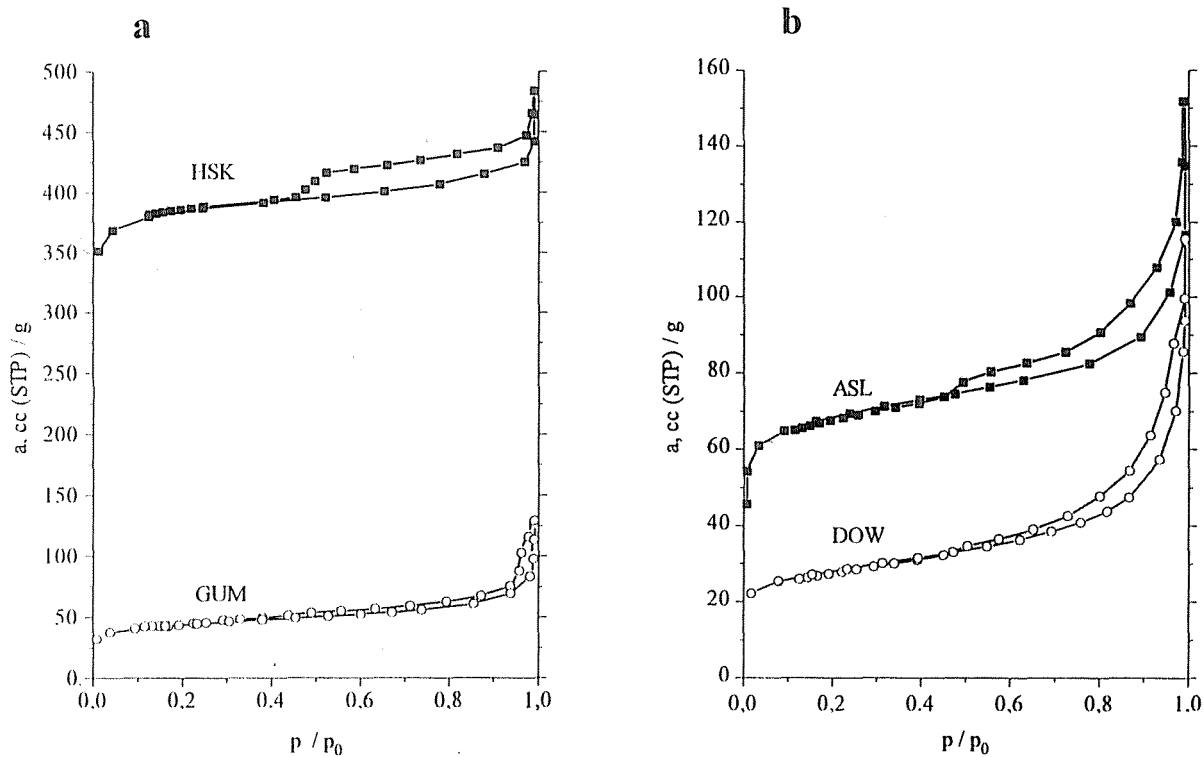 a
500
450
400
350
300
250
200
150
100
50
0.
a. cc (STP) / g
HSK
GUM
0.0 0.2 0.4 0.6 0.8 1,0
p / p0
b
160
140
120
100
80
60
40
20
0
a, cc (STP) / g
ASL
DOW
0,0 0,2 0,4 0,6 0,8 1.0
p / p0